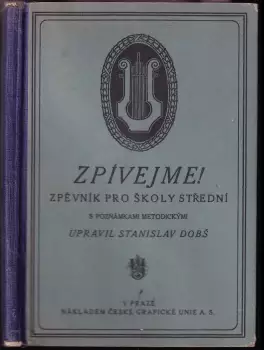 ZPÍVEJME!
ZPĚVNÍK PRO ŠKOLY STŘEDNÍ
S POZNÁMKAMI METODICKÝMI
UPRAVIL STANISLAV DOBŠ
V PRAZE
NÁKLADEM ČESKÉ GRAFICKÉ UNIE A. S.